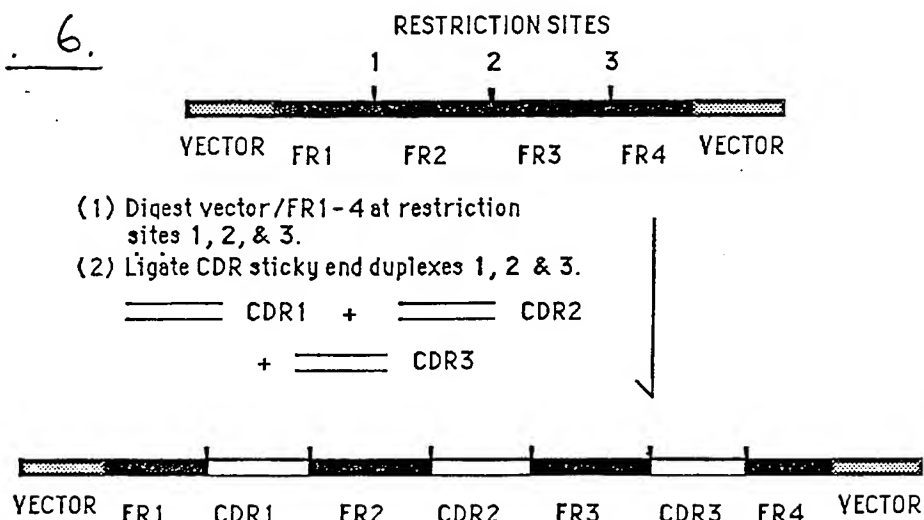 . 6.
RESTRICTION SITES
1 2 3
VECTOR FR1 FR2 FR3 FR4 VECTOR
(1) Digest vector/FR1-4 at restriction
sites 1, 2, & 3.
(2) Ligate CDR sticky end duplexes 1, 2 & 3.
CDR1 + CDR2
+ CDR3
VECTOR FR1 CDR1 FR2 CDR2 FR3 CDR3 FR4 VECTOR